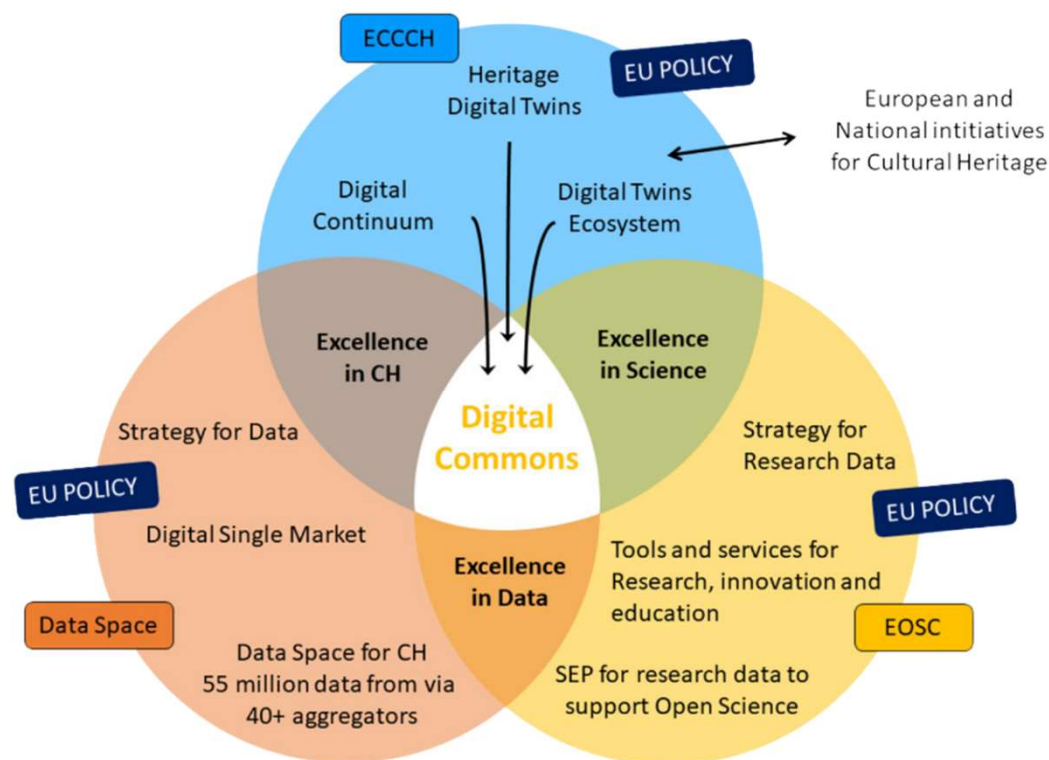 ECCCH
EU POLICY
Heritage
Digital Twins
European and
National intitiatives
for Cultural Heritage
Digital
Continuum
Digital Twins
Ecosystem
Excellence
in CH
Excellence
in Science
Digital
Commons
Strategy for Data
EU POLICY
Digital Single Market
Data Space
Data Space for CH
55 million data from via
40+ aggregators
Excellence
in Data
Strategy for
Research Data
EU POLICY
Tools and services for
Research, innovation and
education
EOSC
SEP for research data to
support Open Science